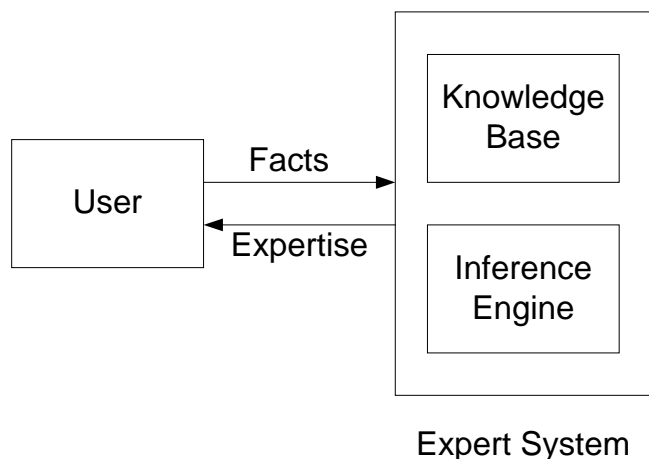 User
Facts
Expertise
Knowledge
Base
Inference
Engine
Expert System